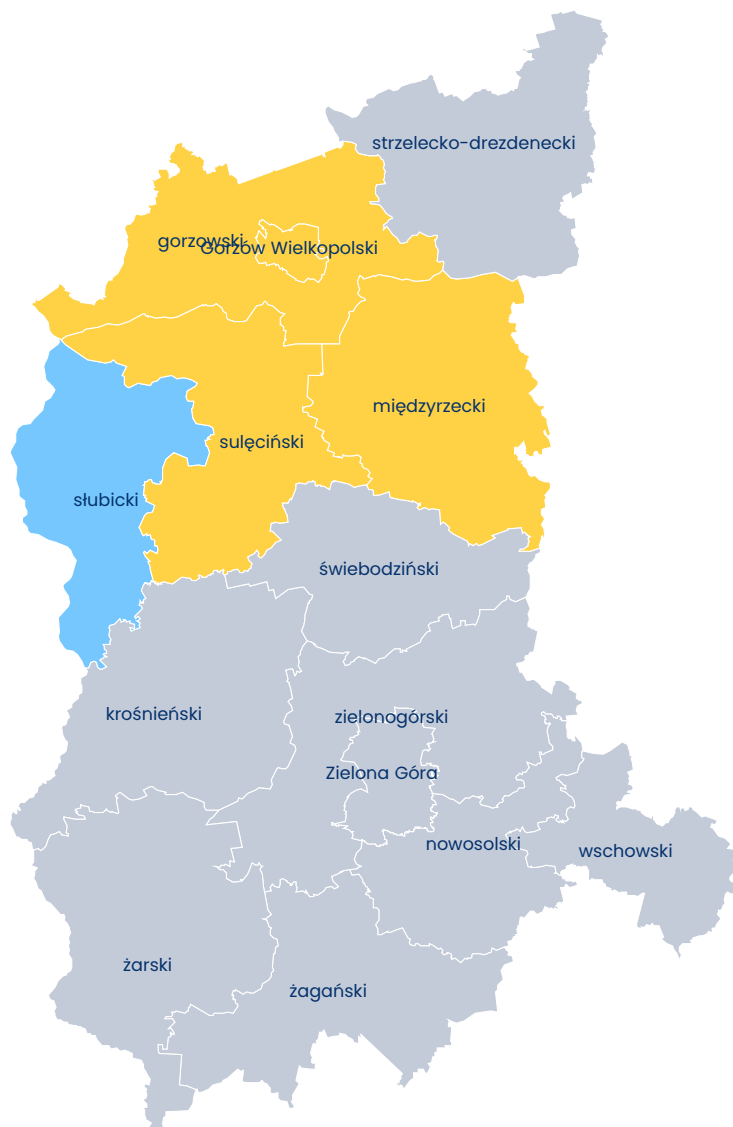 strzelecko-drezdenecki
gorzowski
Gorzów Wielkopolski
międzyrzecki
sulęciński
słubicki
świebodziński
krośnieński
zielonogórski
Zielona Góra
nowosolski
wschowski
żarski
żagański